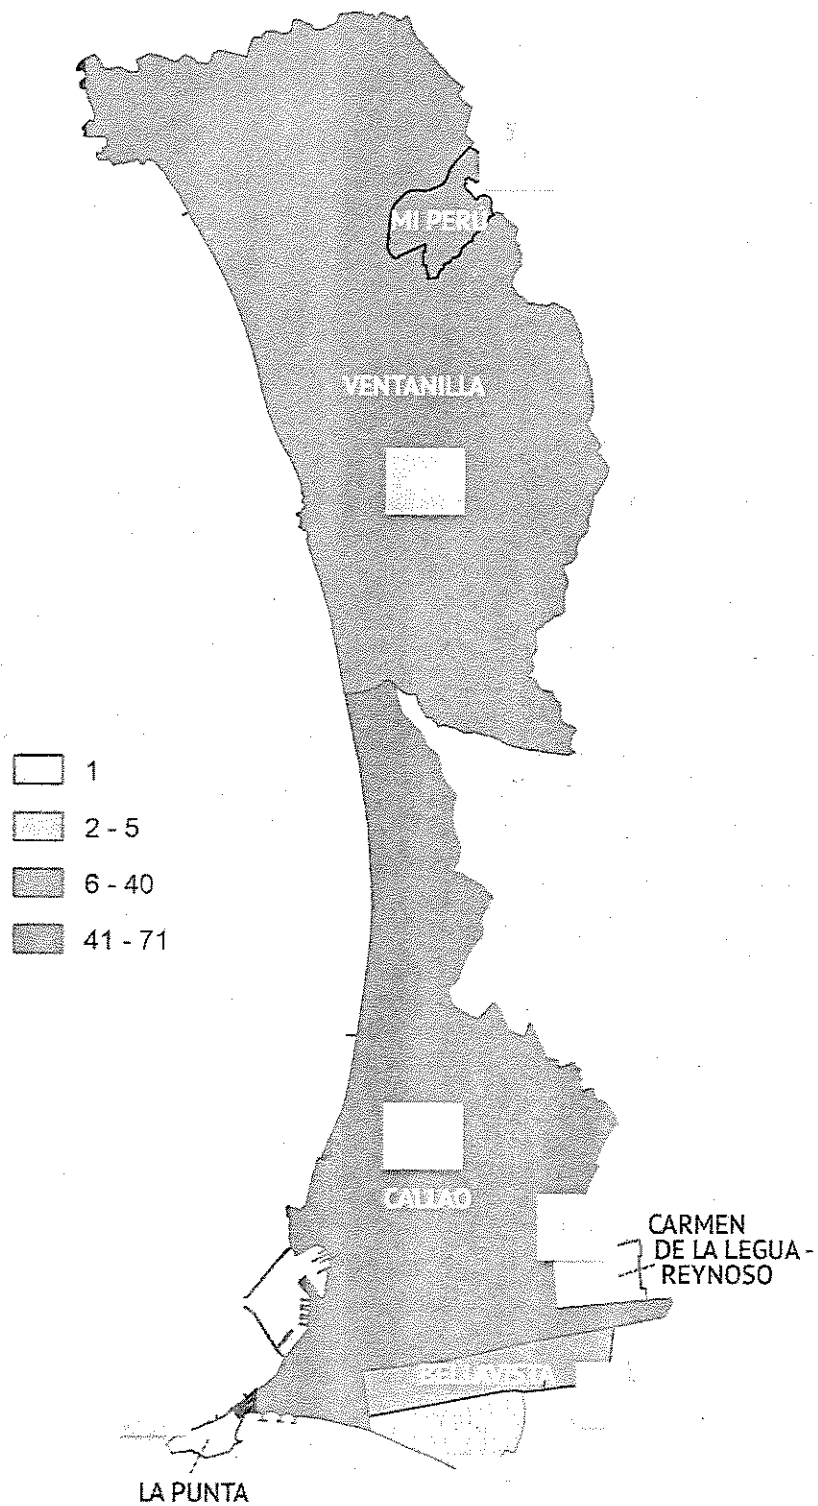 MI PERÚ
VENTANILLA
1
2 - 5
6 - 40
41 - 71
CALLAO
CARMEN
DE LA LEGUA -
REYNOSO
BELLAVISTA
LA PUNTA